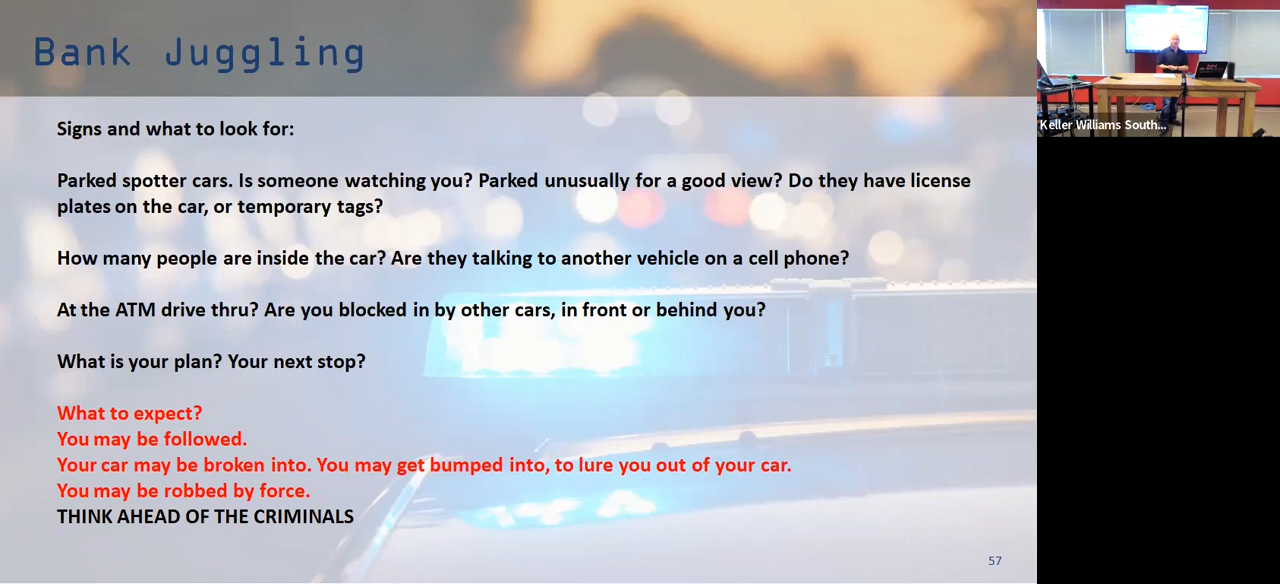 Bank Juggling
Signs and what to look for:
Parked spotter cars. Is someone watching you? Parked unusually for a good view? Do they have license
plates on the car, or temporary tags?
How many people are inside the car? Are they talking to another vehicle on a cell phone?
At the ATM drive thru? Are you blocked in by other cars, in front or behind you?
What is your plan? Your next stop?
What to expect?
You may be followed.
Your car may be broken into. You may get bumped into, to lure you out of your car.
You may be robbed by force.
THINK AHEAD OF THE CRIMINALS
57
Keller Williams South...